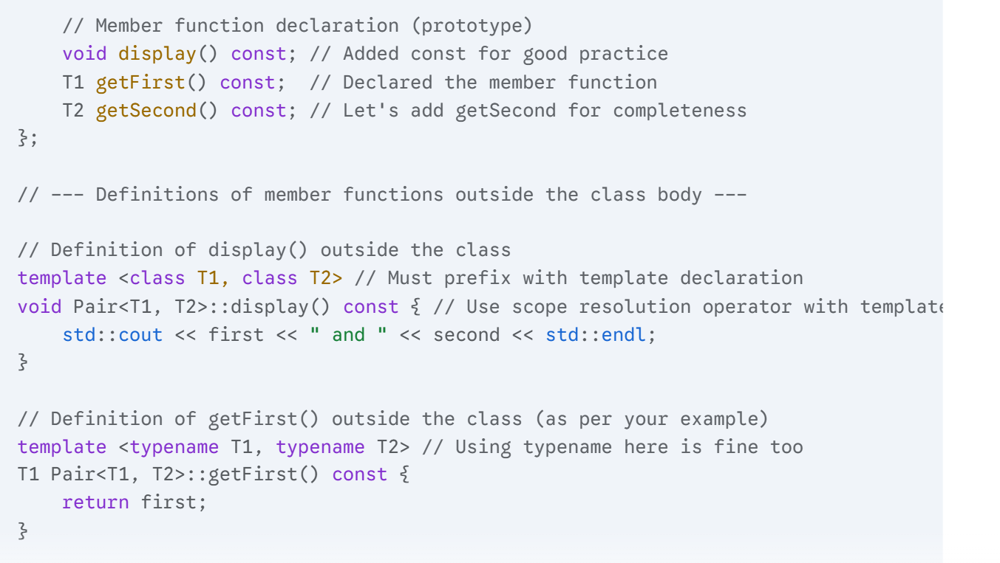 // Member function declaration (prototype)
void display() const; // Added const for good practice
T1 getFirst() const;  // Declared the member function
T2 getSecond() const; // Let's add getSecond for completeness
};
// --- Definitions of member functions outside the class body ---
// Definition of display() outside the class
template <class T1, class T2> // Must prefix with template declaration
void Pair<T1, T2>::display() const { // Use scope resolution operator with template
std::cout << first << " and " << second << std::endl;
}
// Definition of getFirst() outside the class (as per your example)
template <typename T1, typename T2> // Using typename here is fine too
T1 Pair<T1, T2>::getFirst() const {
return first;
}